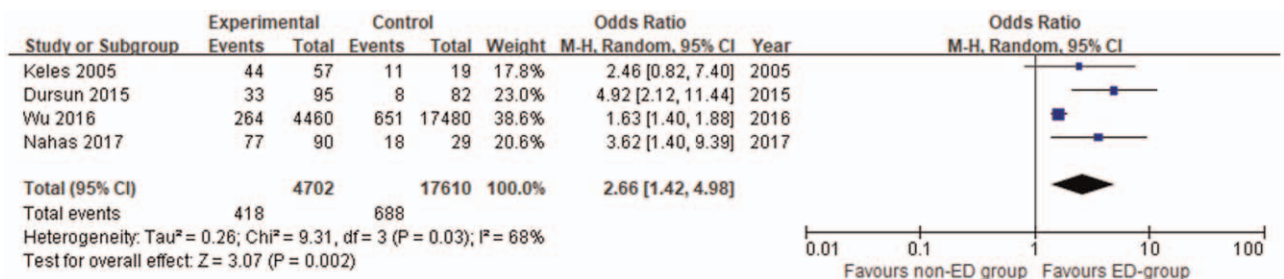 Experimental Control Odds Ratio Odds Ratio
Study or Subgroup Events Total Events Total Weight M-H, Random, 95% CI Year M-H, Random, 95% CI
Keles 2005 44 57 11 19 17.8% 2.46 [0.82, 7.40] 2005
Dursun 2015 33 95 8 82 23.0% 4.92 [2.12, 11.44] 2015
Wu 2016 264 4460 651 17480 38.6% 1.63 [1.40, 1.88] 2016
Nahas 2017 77 90 18 29 20.6% 3.62 [1.40, 9.39] 2017
Total (95% CI) 4702 17610 100.0% 2.66 [1.42, 4.98]
Total events 418 688
Heterogeneity: Tau² = 0.26; Chi² = 9.31, df = 3 (P = 0.03); I² = 68%
Test for overall effect: Z = 3.07 (P = 0.002)
0.01 0.1 1 10 100
Favours non-ED group Favours ED-group